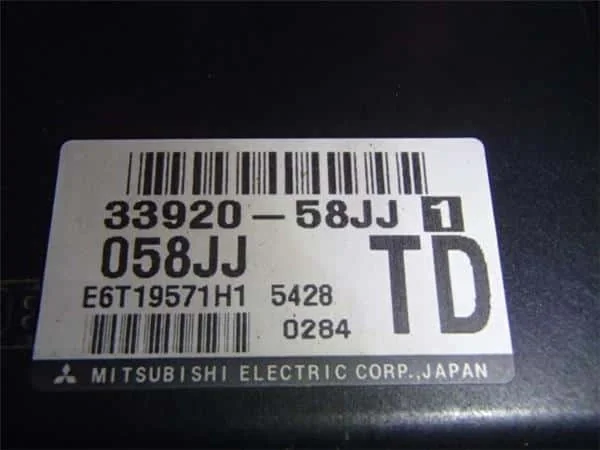 33920-58JJ 1
058JJ TD
E6T19571H1 5428
0284
MITSUBISHI ELECTRIC CORP.,JAPAN